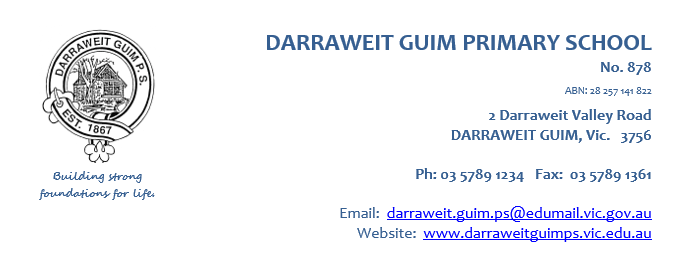 DARRAWEIT GUIM P.S.
EST. 1867
Building strong
foundations for life.
DARRAWEIT GUIM PRIMARY SCHOOL
No. 878
ABN: 28 257 141 822
2 Darraweit Valley Road
DARRAWEIT GUIM, Vic. 3756
Ph: 03 5789 1234 Fax: 03 5789 1361
Email: darraweit.guim.ps@edumail.vic.gov.au
Website: www.darraweitguimps.vic.edu.au